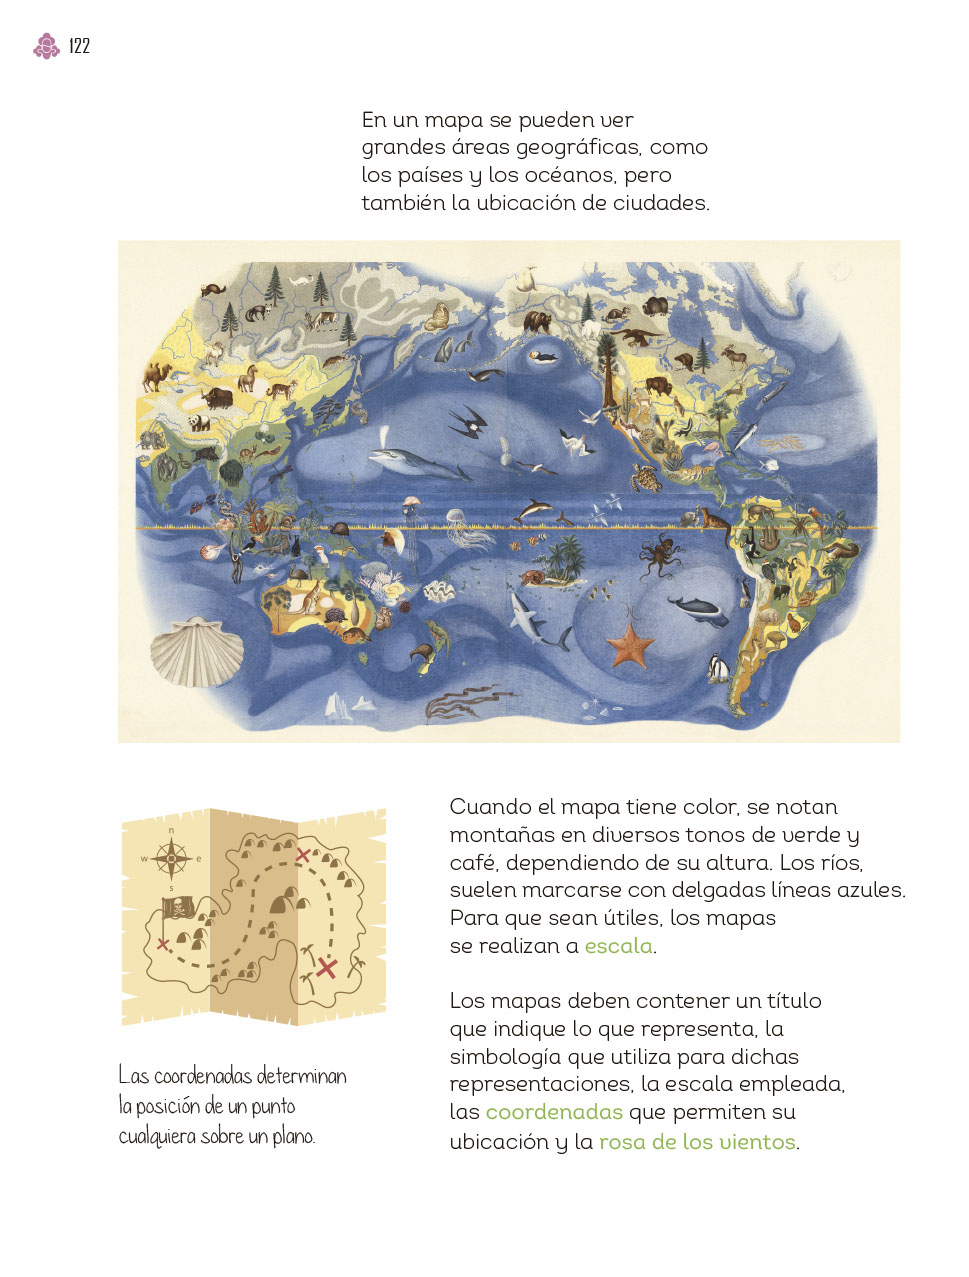 122
En un mapa se pueden ver
grandes áreas geográficas, como
los países y los océanos, pero
también la ubicación de ciudades.
n
w e
s
Las coordenadas determinan
la posición de un punto
cualquiera sobre un plano.
Cuando el mapa tiene color, se notan
montañas en diversos tonos de verde y
café, dependiendo de su altura. Los ríos,
suelen marcarse con delgadas líneas azules.
Para que sean útiles, los mapas
se realizan a escala.
Los mapas deben contener un título
que indique lo que representa, la
simbología que utiliza para dichas
representaciones, la escala empleada,
las coordenadas que permiten su
ubicación y la rosa de los vientos.